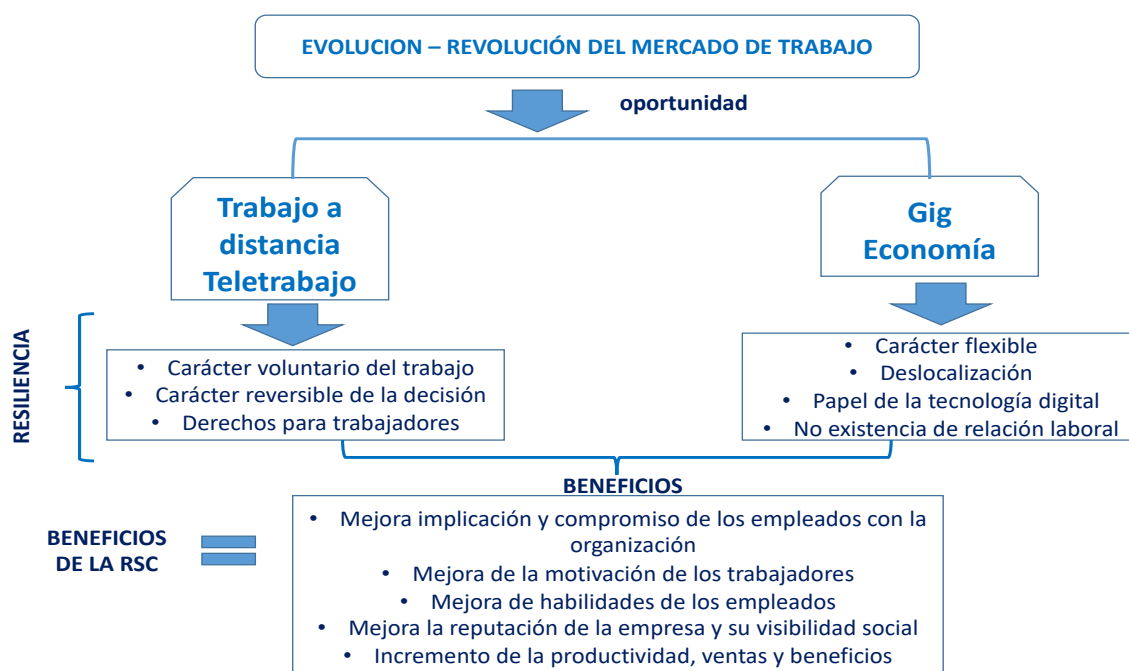 EVOLUCION – REVOLUCIÓN DEL MERCADO DE TRABAJO
oportunidad
Trabajo a
distancia
Teletrabajo
Gig
Economía
RESILIENCIA
• Carácter voluntario del trabajo
• Carácter reversible de la decisión
• Derechos para trabajadores
• Carácter flexible
• Deslocalización
• Papel de la tecnología digital
• No existencia de relación laboral
BENEFICIOS
BENEFICIOS
DE LA RSC
• Mejora implicación y compromiso de los empleados con la
organización
• Mejora de la motivación de los trabajadores
• Mejora de habilidades de los empleados
• Mejora la reputación de la empresa y su visibilidad social
• Incremento de la productividad, ventas y beneficios